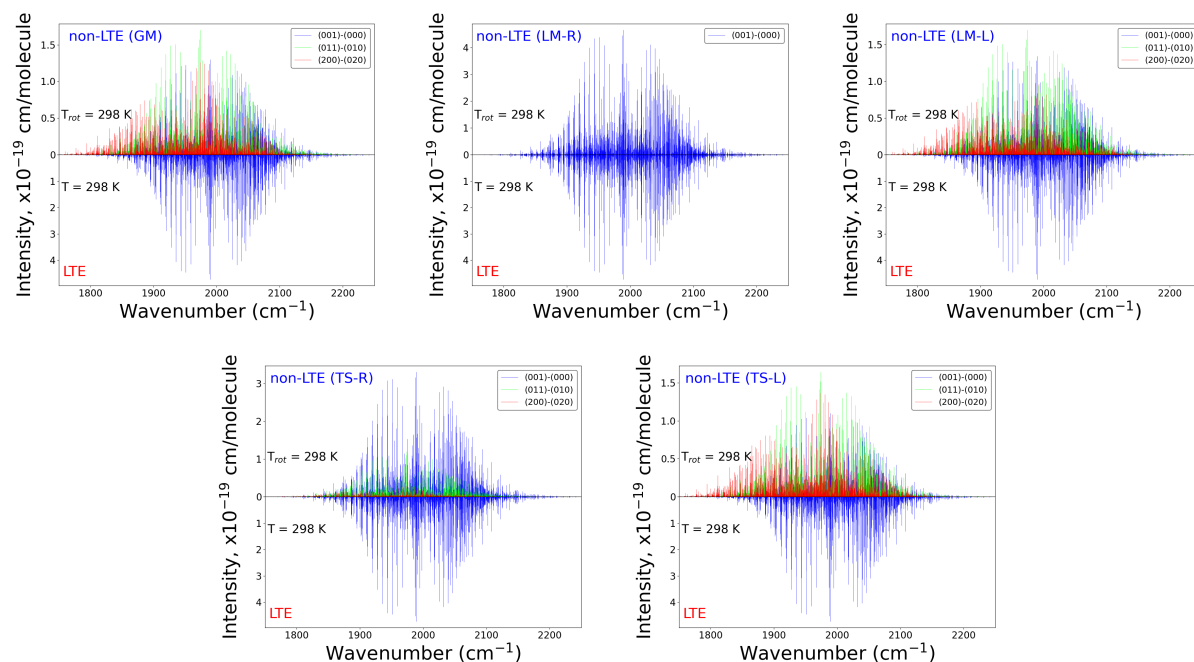 Intensity, x10⁻¹⁹ cm/molecule
non-LTE (GM)
(001)-(000)
(011)-(010)
(200)-(020)
1.5
1.0
0.5
0
1
2
3
4
T_rot = 298 K
T = 298 K
LTE
1800 1900 2000 2100 2200
Wavenumber (cm⁻¹)
Intensity, x10⁻¹⁹ cm/molecule
non-LTE (LM-R)
(001)-(000)
4
3
2
1
0
1
2
3
4
T_rot = 298 K
T = 298 K
LTE
1800 1900 2000 2100 2200
Wavenumber (cm⁻¹)
Intensity, x10⁻¹⁹ cm/molecule
non-LTE (LM-L)
(001)-(000)
(011)-(010)
(200)-(020)
1.5
1.0
0.5
0
1
2
3
4
T_rot = 298 K
T = 298 K
LTE
1800 1900 2000 2100 2200
Wavenumber (cm⁻¹)
Intensity, x10⁻¹⁹ cm/molecule
non-LTE (TS-R)
(001)-(000)
(011)-(010)
(200)-(020)
3
2
1
0
1
2
3
4
T_rot = 298 K
T = 298 K
LTE
1800 1900 2000 2100 2200
Wavenumber (cm⁻¹)
Intensity, x10⁻¹⁹ cm/molecule
non-LTE (TS-L)
(001)-(000)
(011)-(010)
(200)-(020)
1.5
1.0
0.5
0
1
2
3
4
T_rot = 298 K
T = 298 K
LTE
1800 1900 2000 2100 2200
Wavenumber (cm⁻¹)